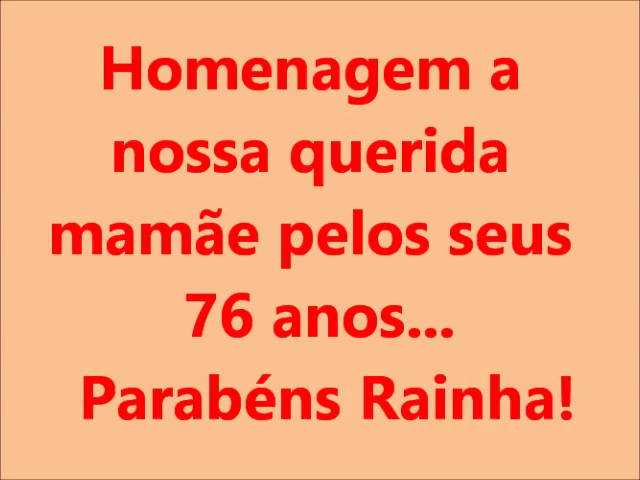 Homenagem a
nossa querida
mamãe pelos seus
76 anos...
Parabéns Rainha!